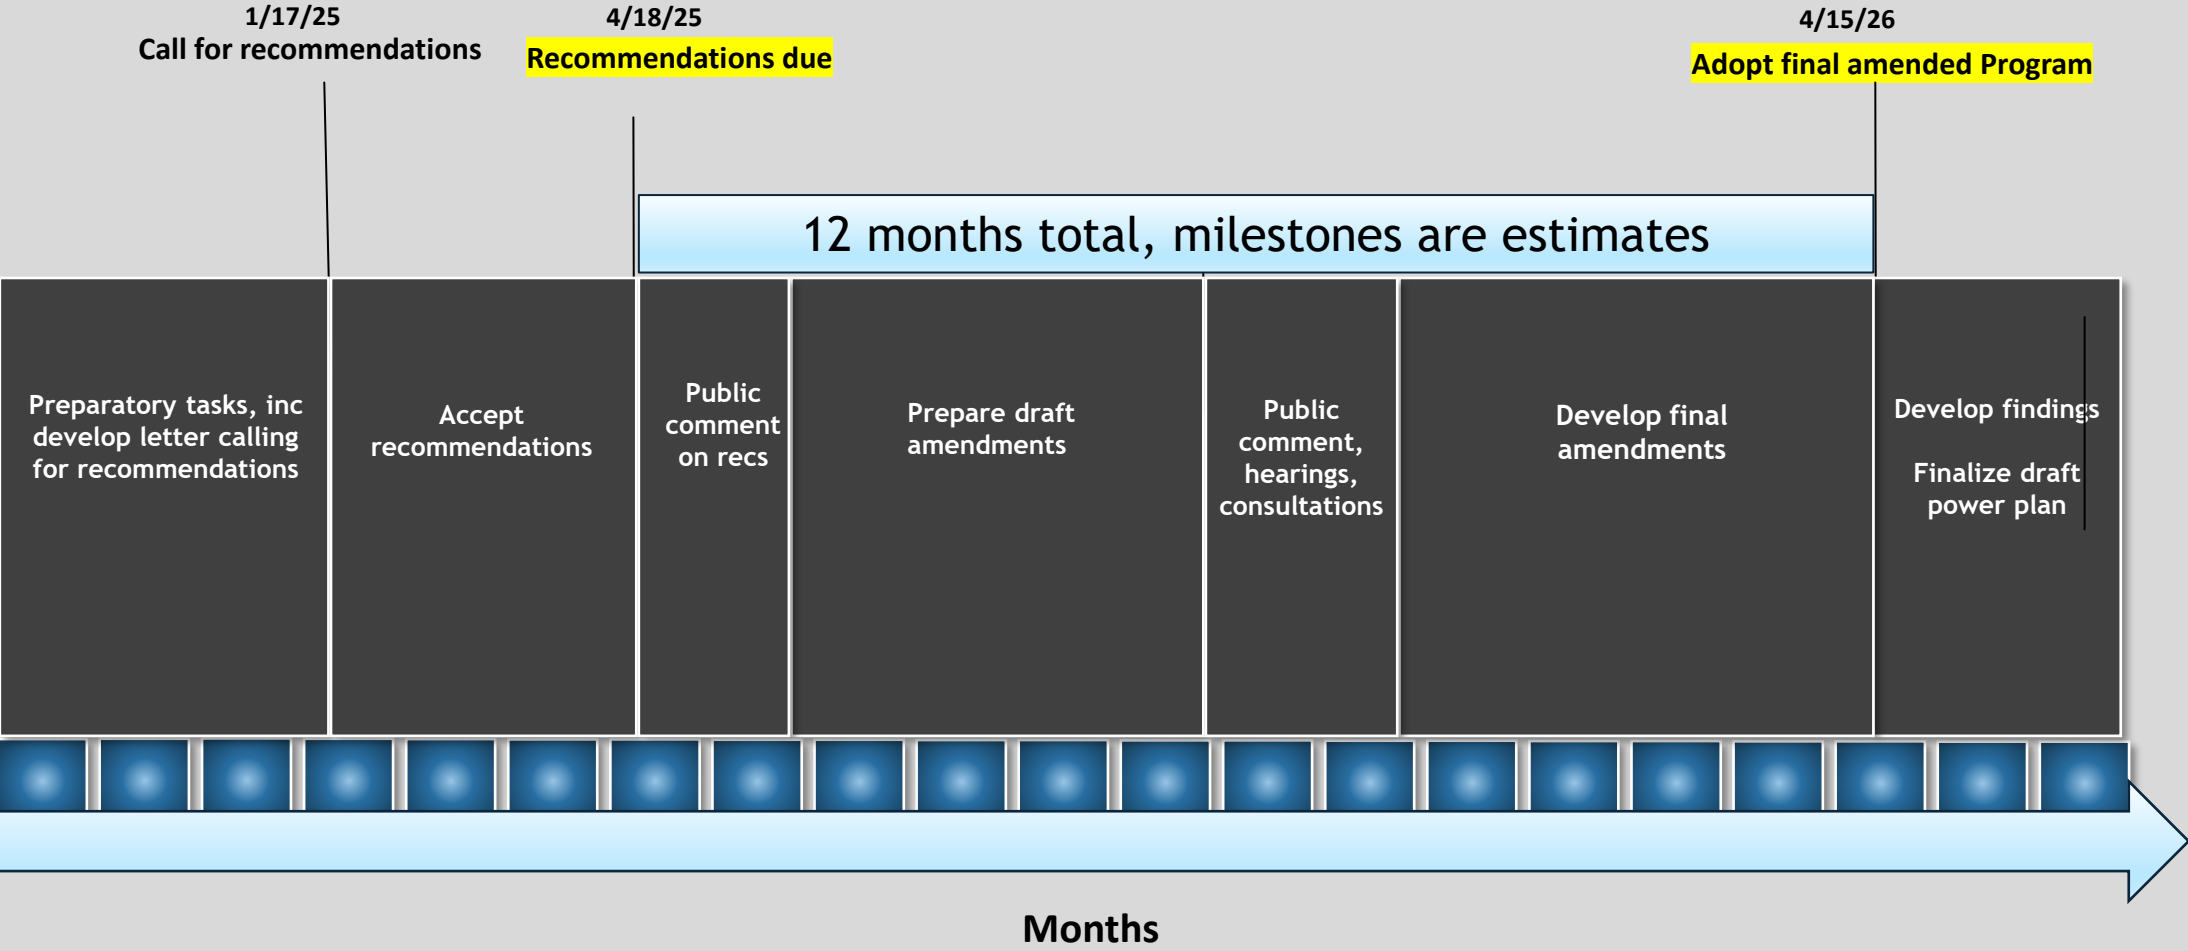 1/17/25
Call for recommendations
4/18/25
Recommendations due
4/15/26
Adopt final amended Program
12 months total, milestones are estimates
Preparatory tasks, inc
develop letter calling
for recommendations
Accept
recommendations
Public
comment
on recs
Prepare draft
amendments
Public
comment,
hearings,
consultations
Develop final
amendments
Develop findings
Finalize draft
power plan
Months